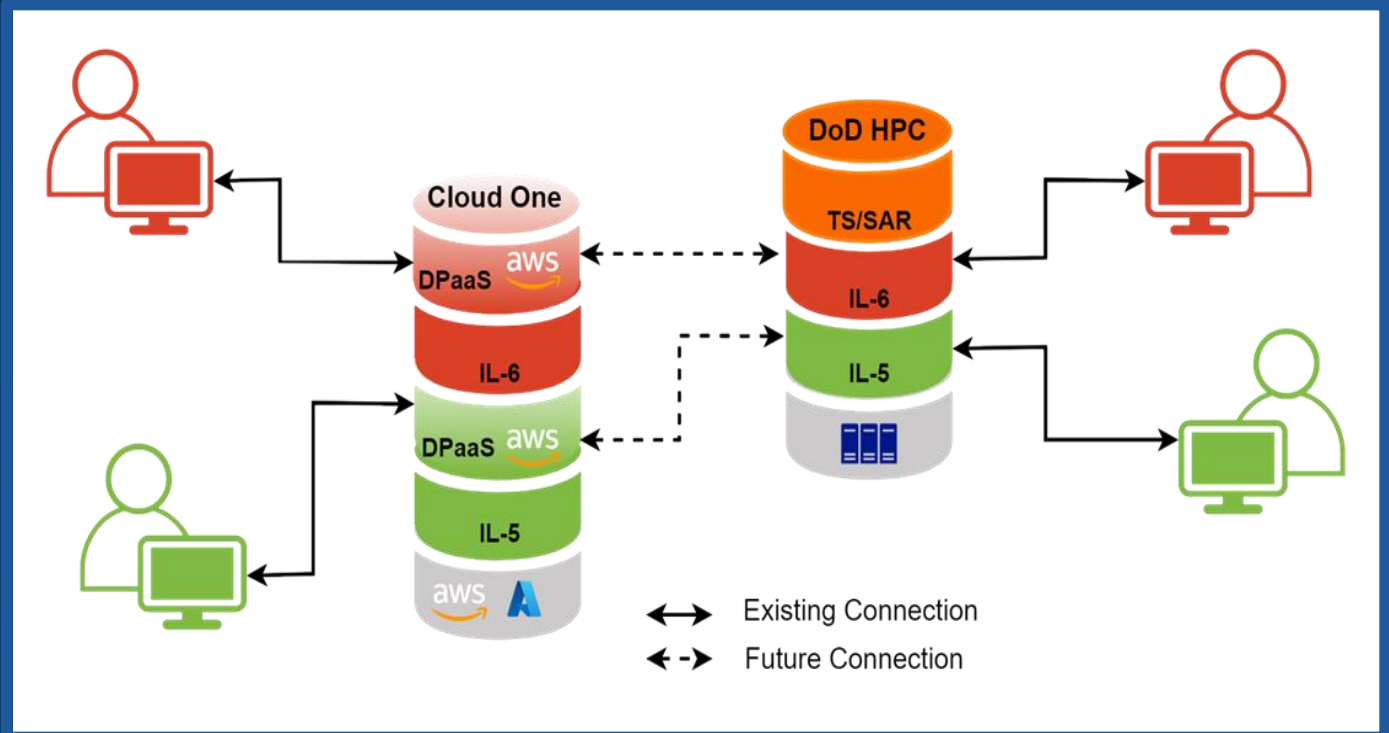 Cloud One
DPaaS aws
IL-6
DPaaS aws
IL-5
aws
DoD HPC
TS/SAR
IL-6
IL-5
Existing Connection
Future Connection